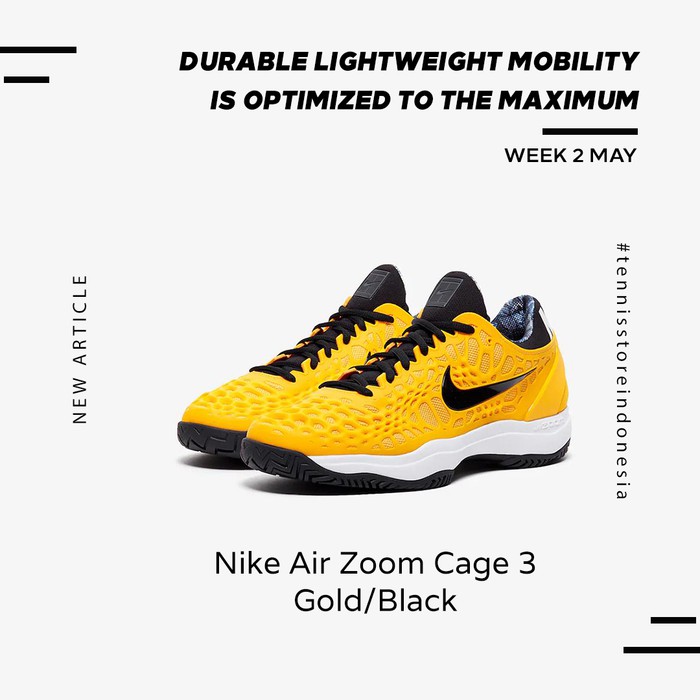 DURABLE LIGHTWEIGHT MOBILITY
IS OPTIMIZED TO THE MAXIMUM
WEEK 2 MAY
NEW ARTICLE
#tennisstoreindonesia
Nike Air Zoom Cage 3
Gold/Black